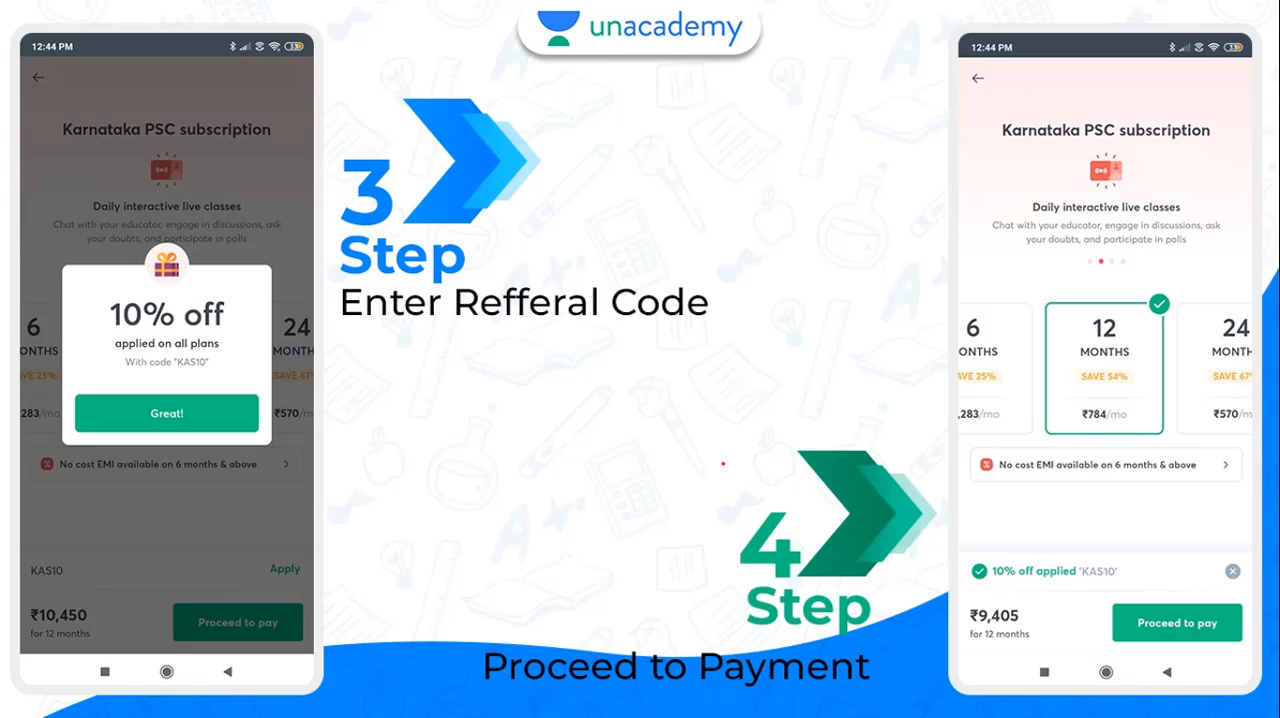 unacademy
12:44 PM
Karnataka PSC subscription
Daily interactive live classes
Chat with your educator, engage in discussions, ask
your doubts, and participate in polls
10% off
applied on all plans
With code "KAS10"
Great!
6
ONTHS
VE 25%
283/mo
24
MONTH
SAVE 67%
₹570/m
No cost EMI available on 6 months & above
KAS10
Apply
₹10,450
for 12 months
Proceed to pay
3
Step
Enter Refferal Code
4
Step
Proceed to Payment
12:44 PM
33
Karnataka PSC subscription
Daily interactive live classes
Chat with your educator, engage in discussions, ask
your doubts, and participate in polls
6
ONTHS
VE 25%
,283/mo
12
MONTHS
SAVE 54%
₹784/mo
24
MONTH
SAVE 67%
₹570/m
No cost EMI available on 6 months & above
10% off applied 'KAS10'
₹9,405
for 12 months
Proceed to pay